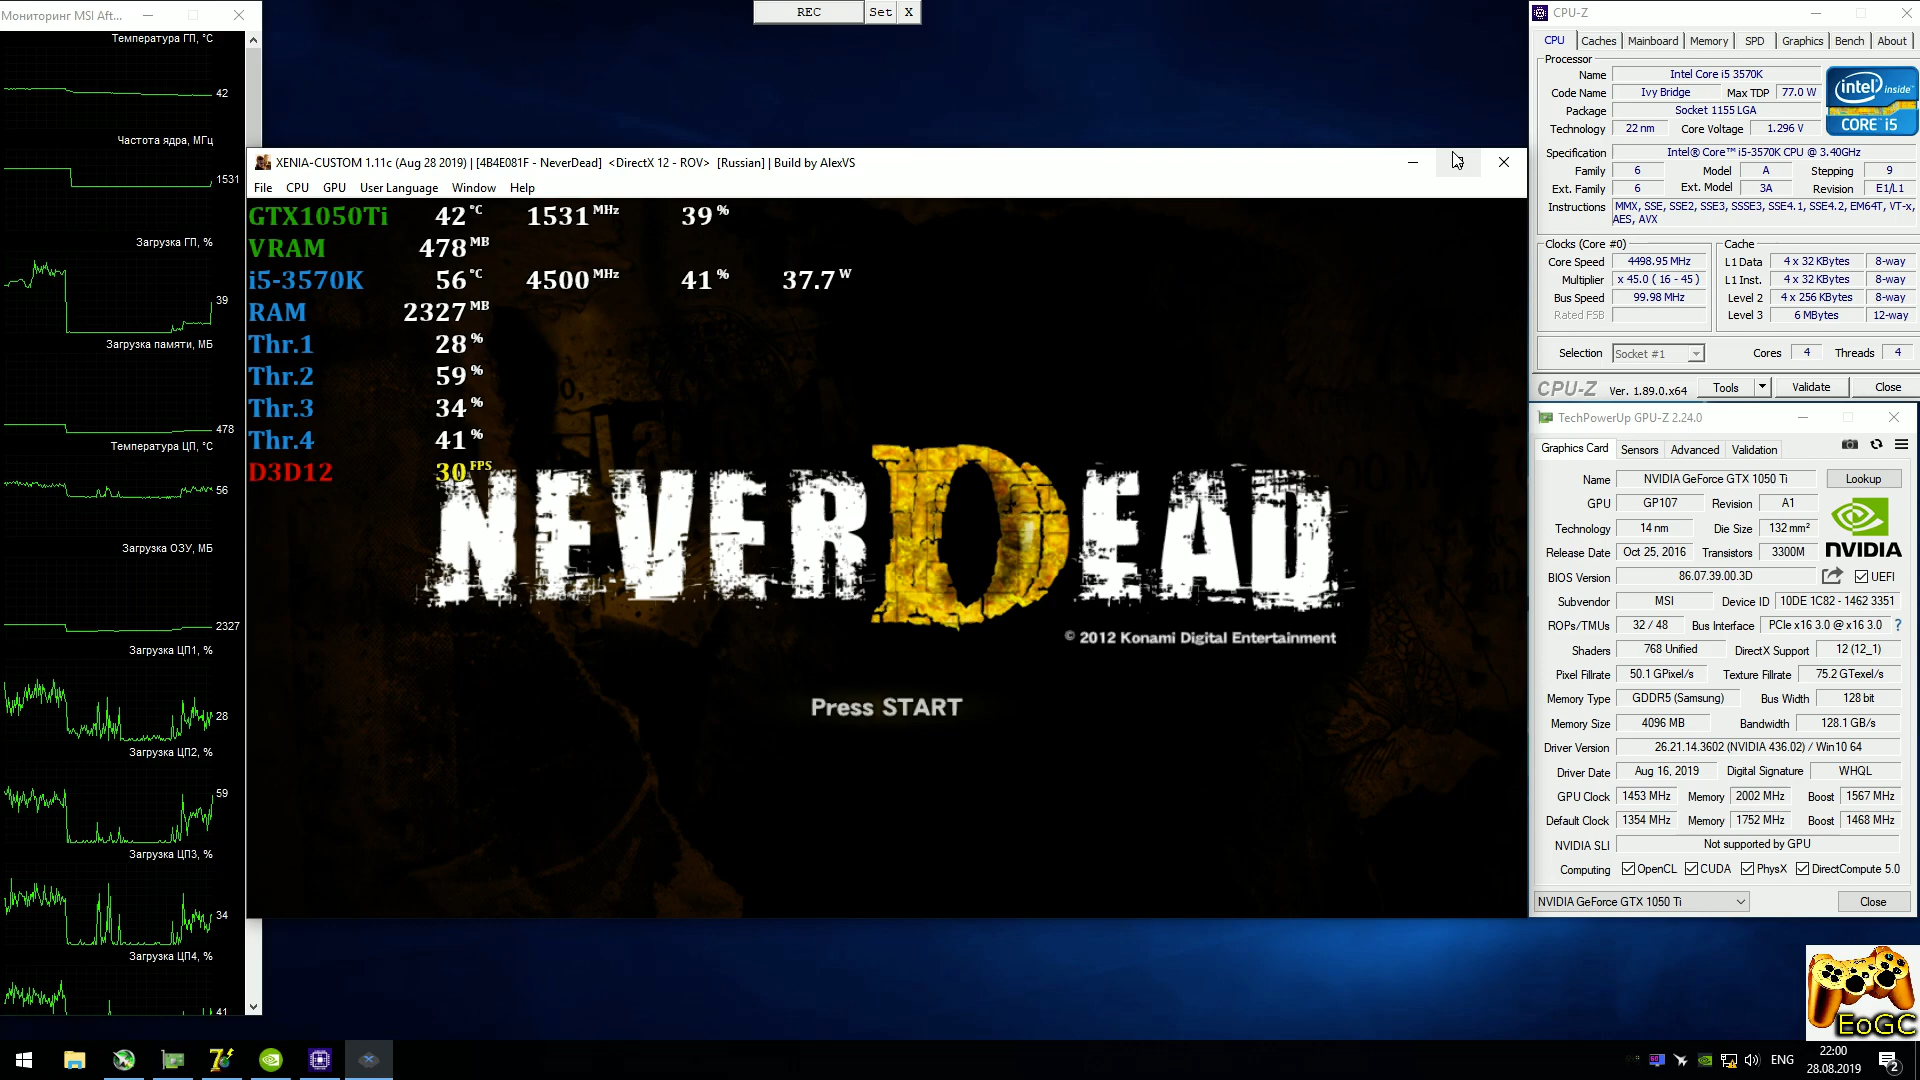 Мониторинг MSI Aft...
Температура ГП, °C
42
Частота ядра, МГц
1531
Загрузка ГП, %
39
Загрузка памяти, МБ
478
Температура ЦП, °C
56
Загрузка ОЗУ, МБ
2327
Загрузка ЦП1, %
28
Загрузка ЦП2, %
59
Загрузка ЦП3, %
34
Загрузка ЦП4, %
41
REC Set X
XENIA-CUSTOM 1.11c (Aug 28 2019) | [4B4E081F - NeverDead] <DirectX 12 - ROV> [Russian] | Build by AlexVS
File CPU GPU User Language Window Help
GTX1050Ti 42 °C 1531 MHz 39 %
VRAM 478 MB
i5-3570K 56 °C 4500 MHz 41 % 37.7 W
RAM 2327 MB
Thr.1 28 %
Thr.2 59 %
Thr.3 34 %
Thr.4 41 %
D3D12 30 FPS
NEVERDEAD
© 2012 Konami Digital Entertainment
Press START
CPU-Z
CPU Caches Mainboard Memory SPD Graphics Bench About
Processor
Name Intel Core i5 3570K
Code Name Ivy Bridge Max TDP 77.0 W
Package Socket 1155 LGA
Technology 22 nm Core Voltage 1.296 V
intel inside
CORE i5
Specification Intel® Core™ i5-3570K CPU @ 3.40GHz
Family 6 Model A Stepping 9
Ext. Family 6 Ext. Model 3A Revision E1/L1
Instructions MMX, SSE, SSE2, SSE3, SSSE3, SSE4.1, SSE4.2, EM64T, VT-x,
AES, AVX
Clocks (Core #0) Cache
Core Speed 4498.95 MHz L1 Data 4 x 32 KBytes 8-way
Multiplier x 45.0 ( 16 - 45 ) L1 Inst. 4 x 32 KBytes 8-way
Bus Speed 99.98 MHz Level 2 4 x 256 KBytes 8-way
Rated FSB Level 3 6 MBytes 12-way
Selection Socket #1 Cores 4 Threads 4
CPU-Z Ver. 1.89.0.x64 Tools Validate Close
TechPowerUp GPU-Z 2.24.0
Graphics Card Sensors Advanced Validation
Name NVIDIA GeForce GTX 1050 Ti Lookup
GPU GP107 Revision A1
Technology 14 nm Die Size 132 mm²
Release Date Oct 25, 2016 Transistors 3300M
NVIDIA
BIOS Version 86.07.39.00.3D UEFI
Subvendor MSI Device ID 10DE 1C82 - 1462 3351
ROPs/TMUs 32 / 48 Bus Interface PCIe x16 3.0 @ x16 3.0 ?
Shaders 768 Unified DirectX Support 12 (12_1)
Pixel Fillrate 50.1 GPixel/s Texture Fillrate 75.2 GTexel/s
Memory Type GDDR5 (Samsung) Bus Width 128 bit
Memory Size 4096 MB Bandwidth 128.1 GB/s
Driver Version 26.21.14.3602 (NVIDIA 436.02) / Win10 64
Driver Date Aug 16, 2019 Digital Signature WHQL
GPU Clock 1453 MHz Memory 2002 MHz Boost 1567 MHz
Default Clock 1354 MHz Memory 1752 MHz Boost 1468 MHz
NVIDIA SLI Not supported by GPU
Computing OpenCL CUDA PhysX DirectCompute 5.0
NVIDIA GeForce GTX 1050 Ti Close
EoGC
ENG 22:00
28.08.2019
2